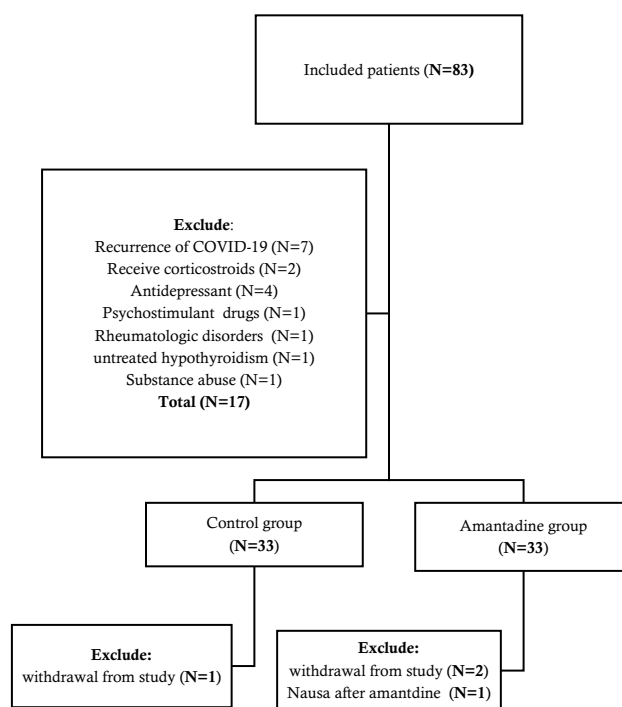 Included patients (N=83)
Exclude:
Recurrence of COVID-19 (N=7)
Receive corticostroids (N=2)
Antidepressant (N=4)
Psychostimulant drugs (N=1)
Rheumatologic disorders (N=1)
untreated hypothyroidism (N=1)
Substance abuse (N=1)
Total (N=17)
Control group
(N=33)
Amantadine group
(N=33)
Exclude:
withdrawal from study (N=1)
Exclude:
withdrawal from study (N=2)
Nausa after amantdine (N=1)